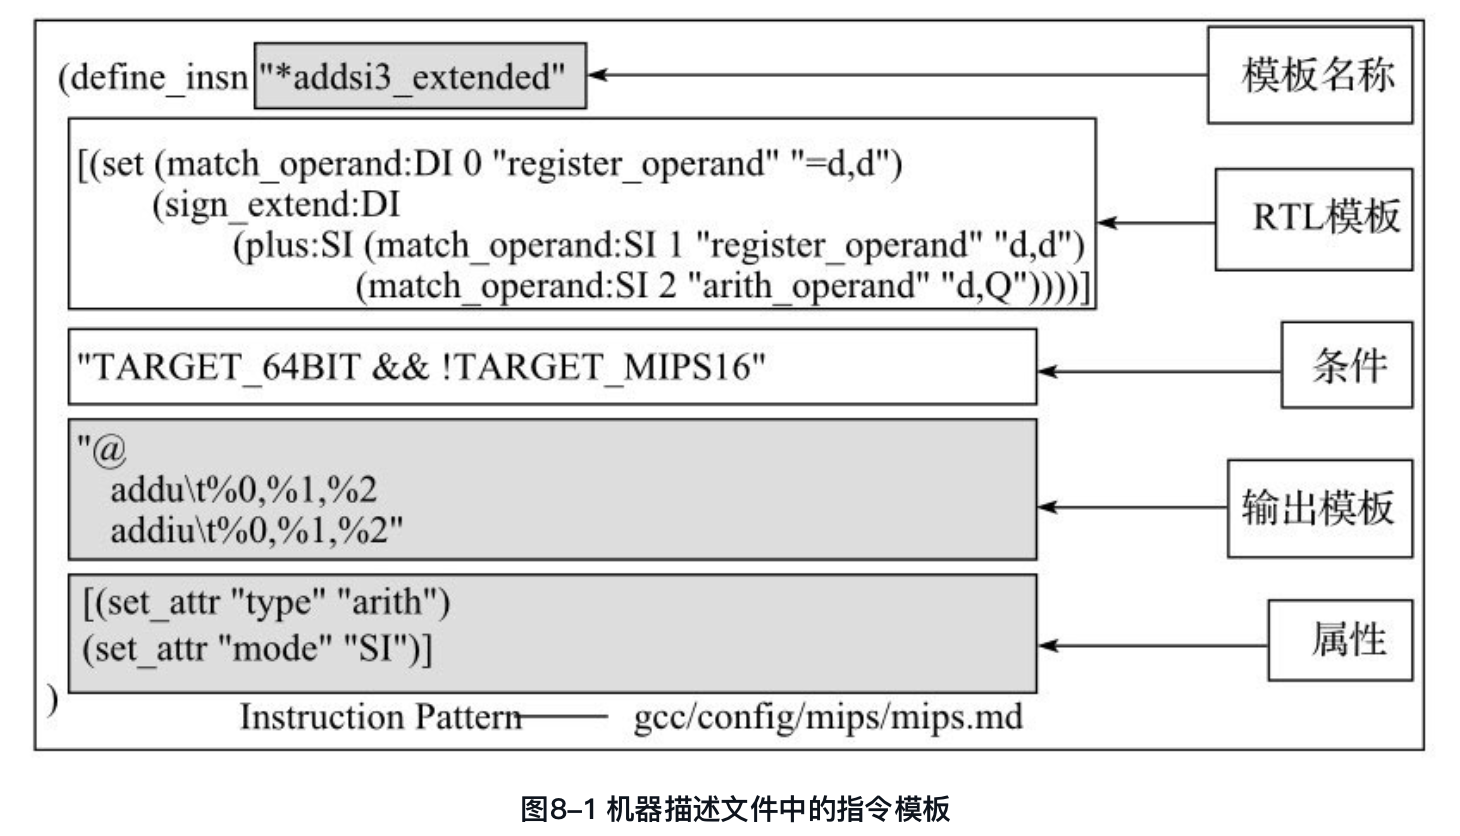 (define_insn "*addsi3_extended"
模板名称
[(set (match_operand:DI 0 "register_operand" "=d,d")
(sign_extend:DI
(plus:SI (match_operand:SI 1 "register_operand" "d,d")
(match_operand:SI 2 "arith_operand" "d,Q"))))]
RTL模板
"TARGET_64BIT && !TARGET_MIPS16"
条件
"@
addu\t%0,%1,%2
addiu\t%0,%1,%2"
输出模板
[(set_attr "type" "arith")
(set_attr "mode" "SI")]
属性
)
Instruction Pattern —— gcc/config/mips/mips.md
图8–1 机器描述文件中的指令模板